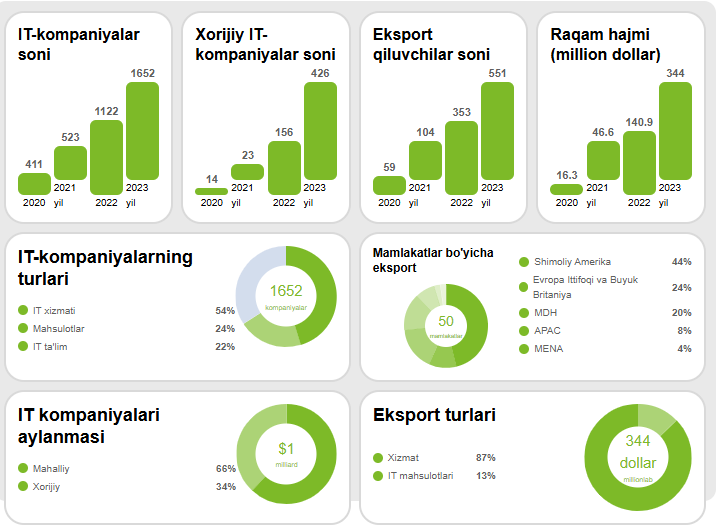 IT-kompaniyalar
soni
411
523
1122
1652
2020
2021
yil
2022
2023
yil
Xorijiy IT-
kompaniyalar soni
14
23
156
426
2020
2021
yil
2022
2023
yil
Eksport
qiluvchilar soni
59
104
353
551
2020
2021
yil
2022
2023
yil
Raqam hajmi
(million dollar)
16.3
46.6
140.9
344
2020
2021
yil
2022
2023
yil
IT-kompaniyalarning
turlari
IT xizmati 54%
Mahsulotlar 24%
IT ta'lim 22%
1652
kompaniyalar
Mamlakatlar bo'yicha
eksport
50
mamlakatlar
Shimoliy Amerika 44%
Evropa Ittifoqi va Buyuk
Britaniya 24%
MDH 20%
APAC 8%
MENA 4%
IT kompaniyalari
aylanmasi
Mahalliy 66%
Xorijiy 34%
$1
milliard
Eksport turlari
Xizmat 87%
IT mahsulotlari 13%
344
dollar
millionlab